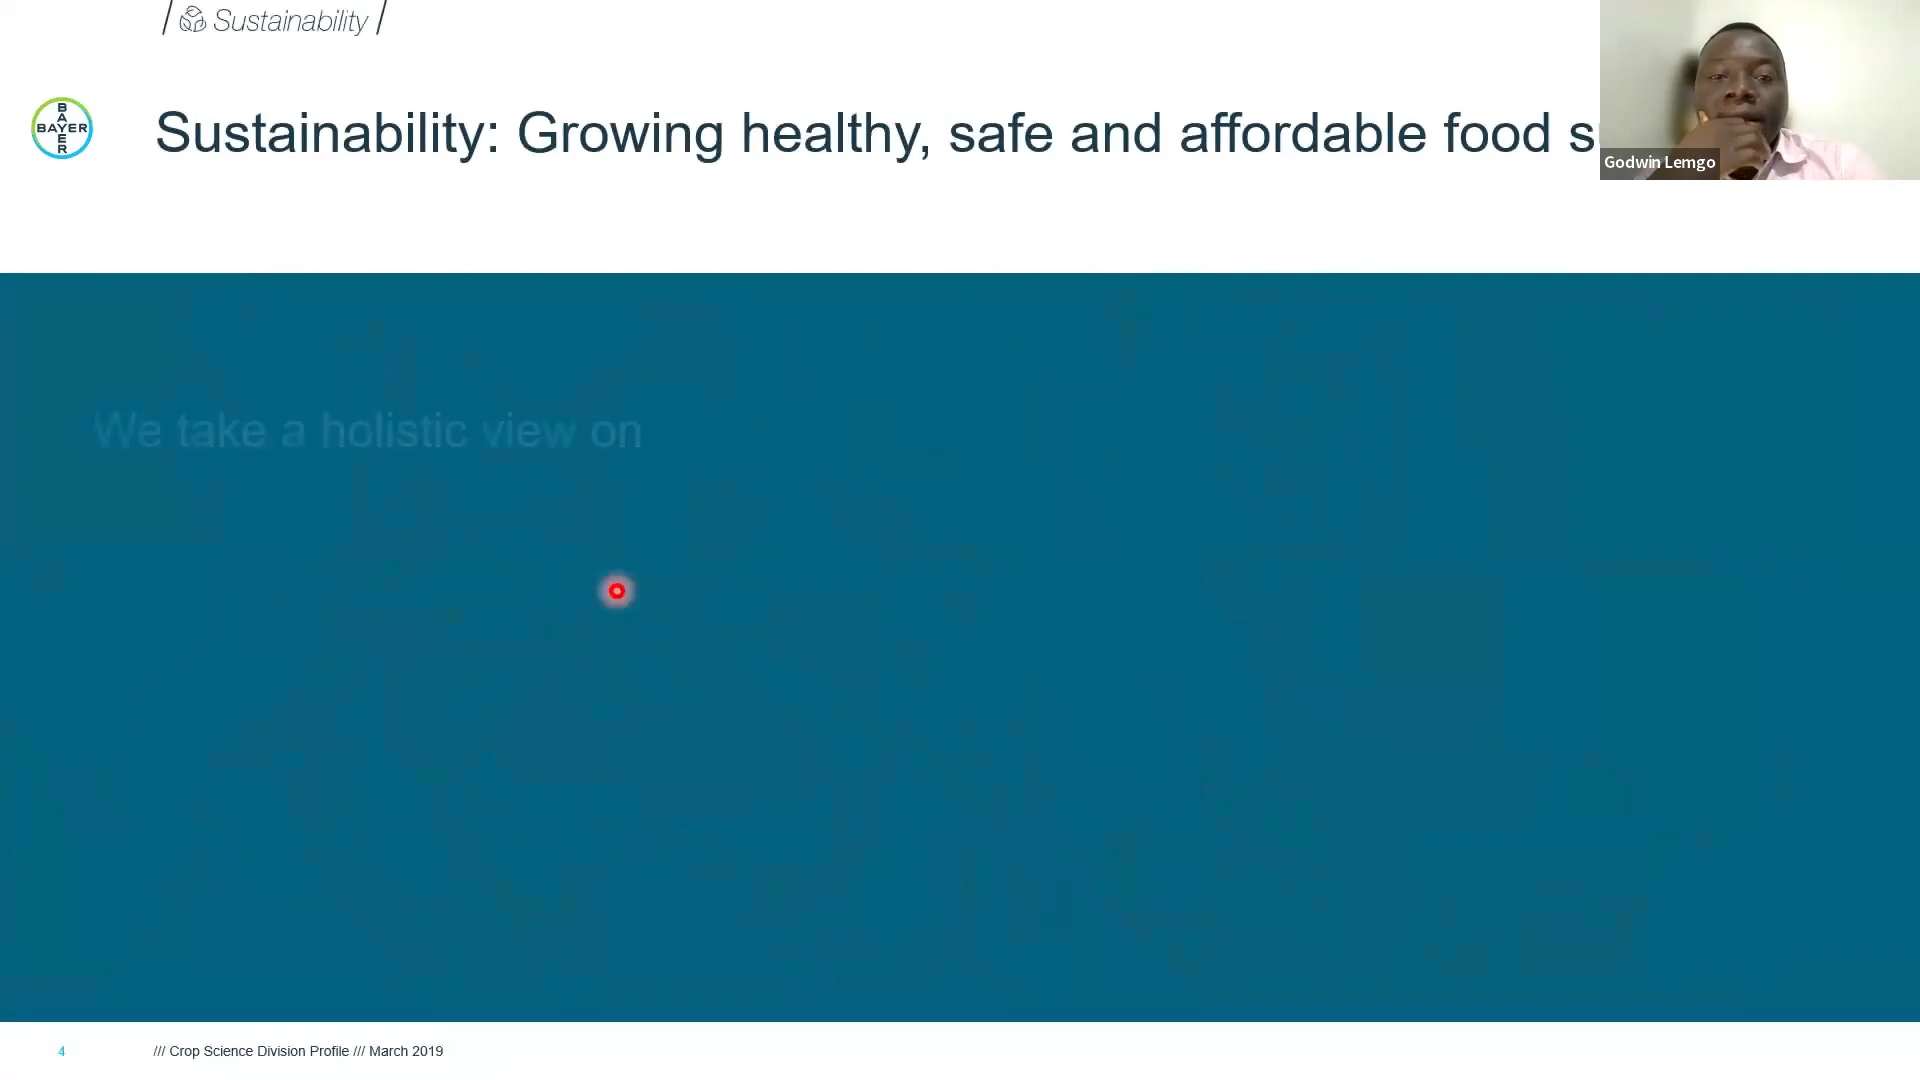 / Sustainability /
BAYER
BAYER
Sustainability: Growing healthy, safe and affordable food s
Godwin Lemgo
We take a holistic view on
4
/// Crop Science Division Profile /// March 2019